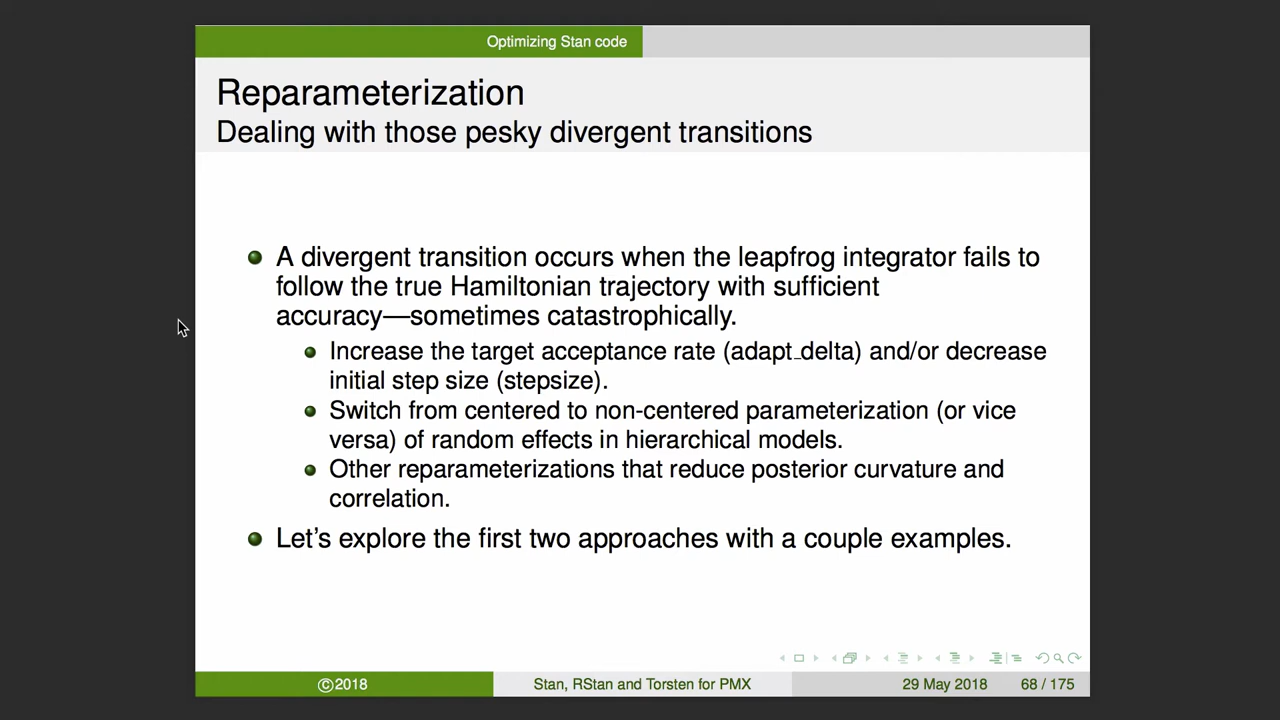 Optimizing Stan code
Reparameterization
Dealing with those pesky divergent transitions
A divergent transition occurs when the leapfrog integrator fails to
follow the true Hamiltonian trajectory with sufficient
accuracy—sometimes catastrophically.
Increase the target acceptance rate (adapt_delta) and/or decrease
initial step size (stepsize).
Switch from centered to non-centered parameterization (or vice
versa) of random effects in hierarchical models.
Other reparameterizations that reduce posterior curvature and
correlation.
Let's explore the first two approaches with a couple examples.
©2018 Stan, RStan and Torsten for PMX 29 May 2018 68 / 175